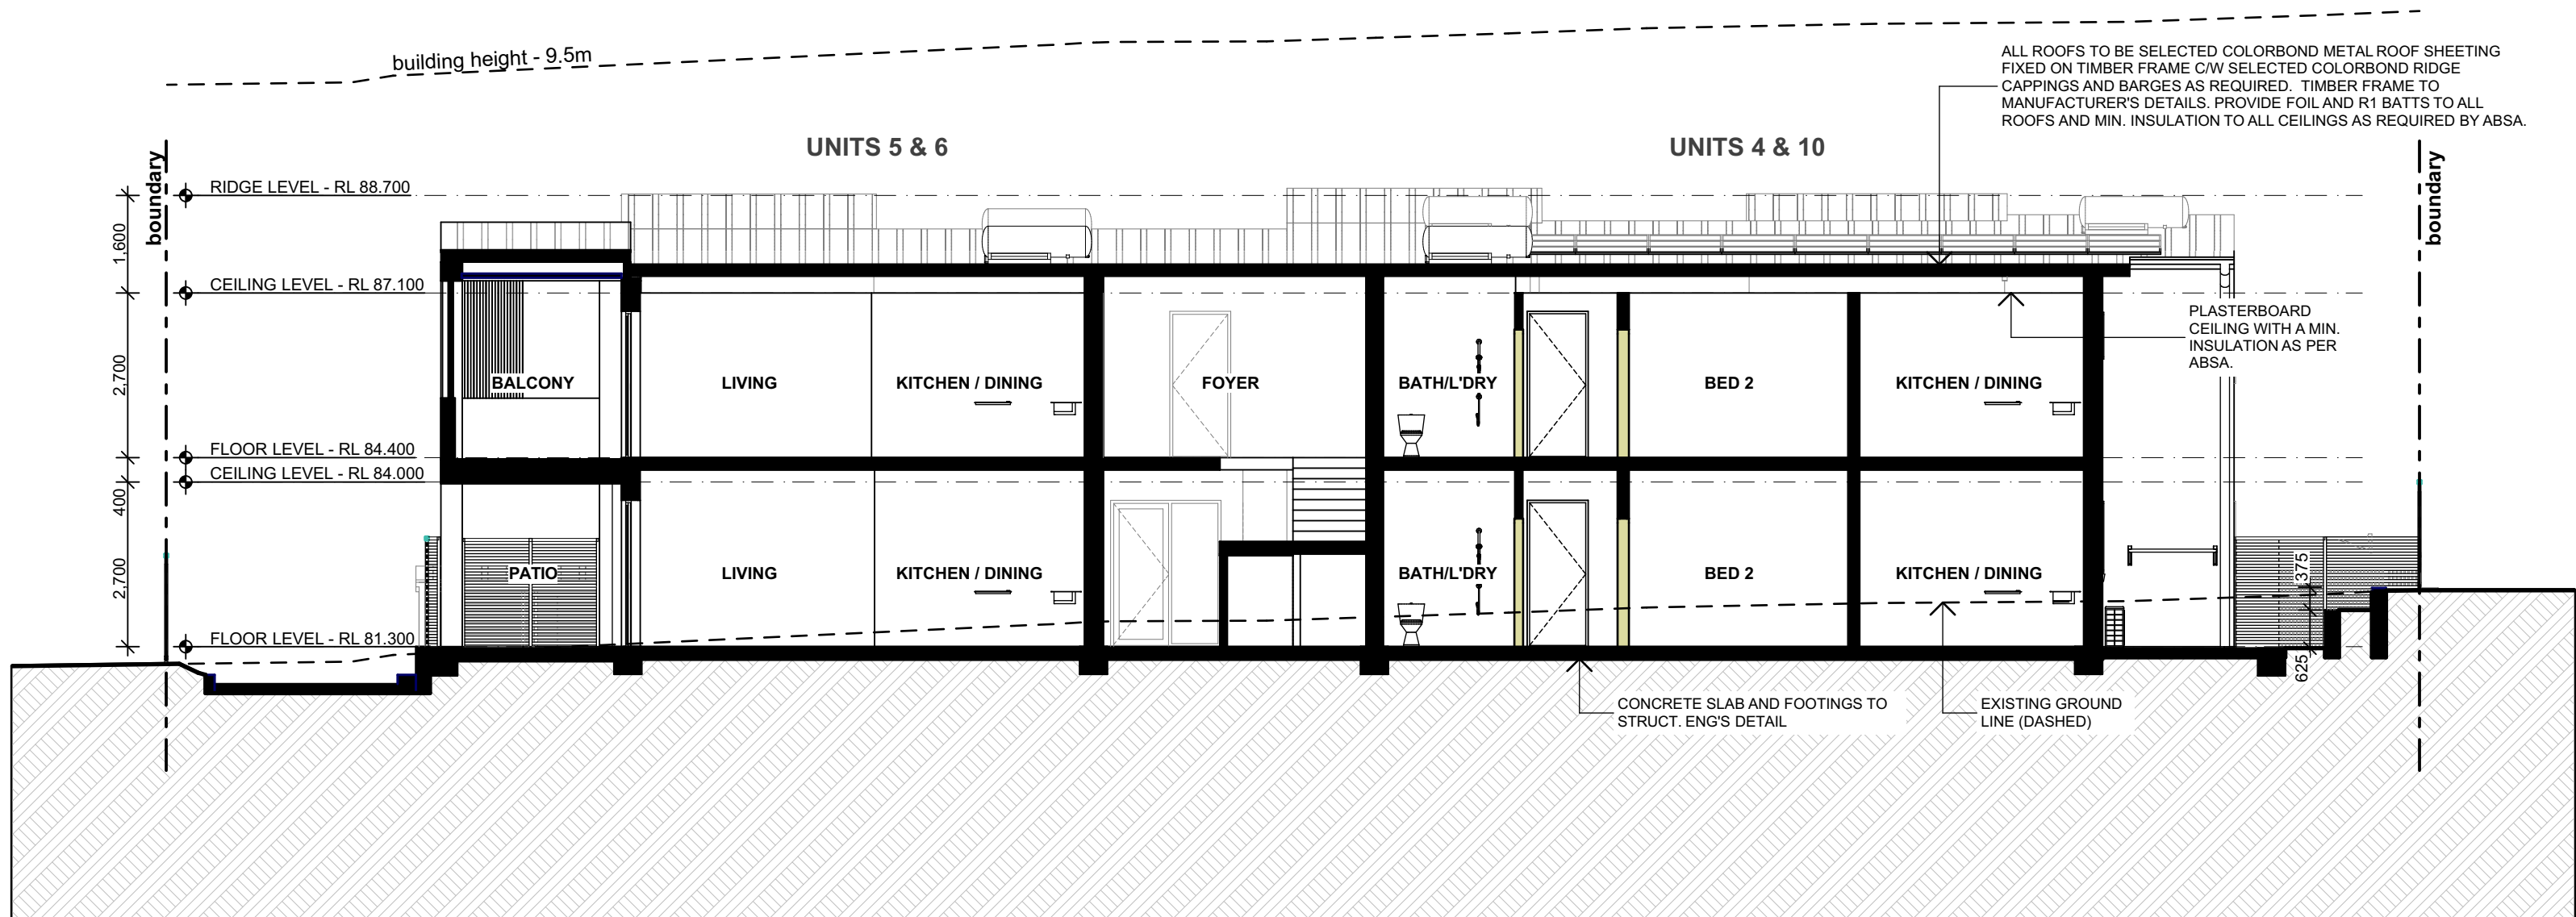 building height - 9.5m
ALL ROOFS TO BE SELECTED COLORBOND METAL ROOF SHEETING
FIXED ON TIMBER FRAME C/W SELECTED COLORBOND RIDGE
CAPPINGS AND BARGES AS REQUIRED. TIMBER FRAME TO
MANUFACTURER'S DETAILS. PROVIDE FOIL AND R1 BATTS TO ALL
ROOFS AND MIN. INSULATION TO ALL CEILINGS AS REQUIRED BY ABSA.
UNITS 5 & 6
UNITS 4 & 10
boundary
boundary
RIDGE LEVEL - RL 88.700
1,600
CEILING LEVEL - RL 87.100
PLASTERBOARD
CEILING WITH A MIN.
INSULATION AS PER
ABSA.
2,700
BALCONY
LIVING
KITCHEN / DINING
FOYER
BATH/L'DRY
BED 2
KITCHEN / DINING
FLOOR LEVEL - RL 84.400
CEILING LEVEL - RL 84.000
400
2,700
PATIO
LIVING
KITCHEN / DINING
BATH/L'DRY
BED 2
KITCHEN / DINING
375
FLOOR LEVEL - RL 81.300
625
CONCRETE SLAB AND FOOTINGS TO
STRUCT. ENG'S DETAIL
EXISTING GROUND
LINE (DASHED)